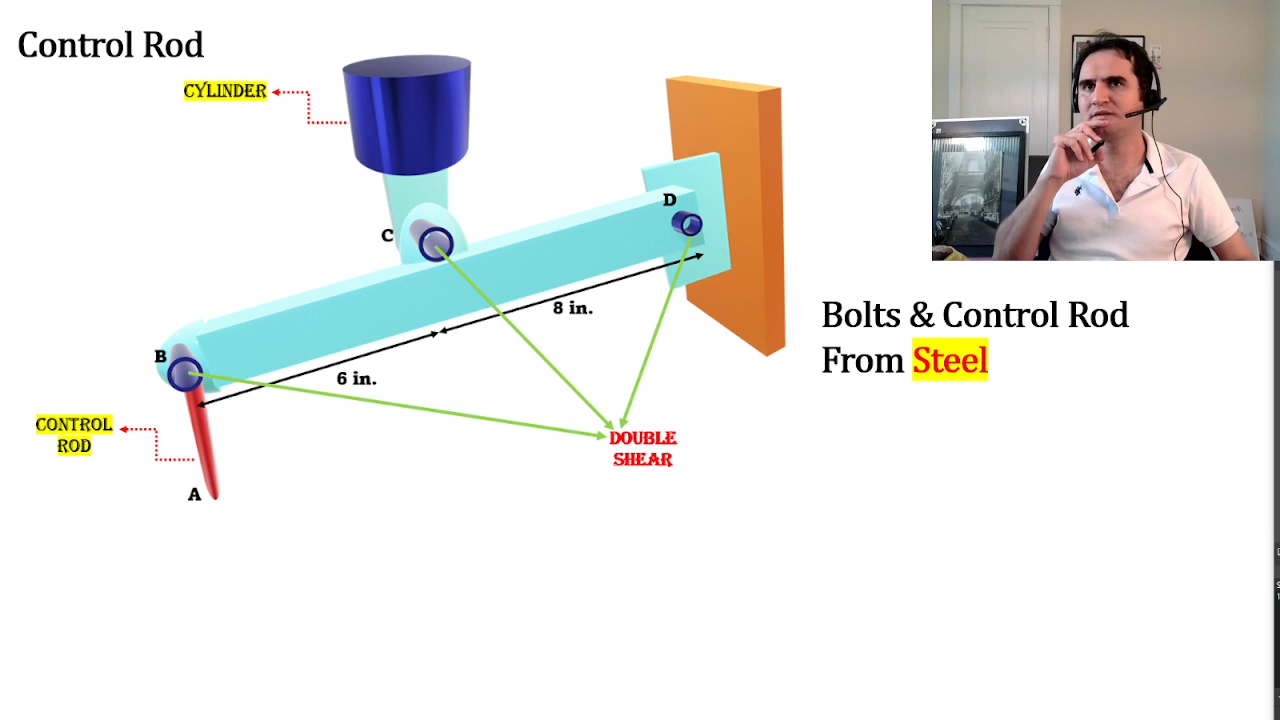 Control Rod
CYLINDER
D
C
8 in.
Bolts & Control Rod
From Steel
B
6 in.
CONTROL
ROD
DOUBLE
SHEAR
A